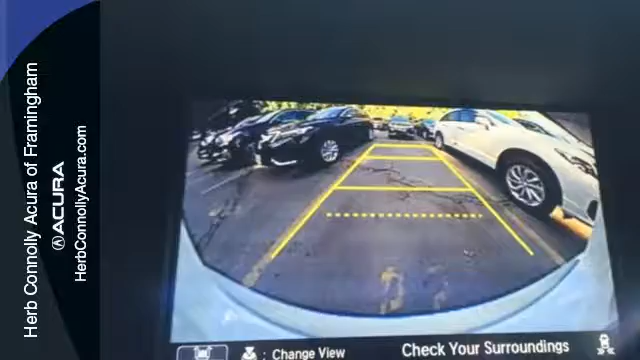 Herb Connolly Acura of Framingham
ACURA
HerbConnollyAcura.com
: Change View
Check Your Surroundings